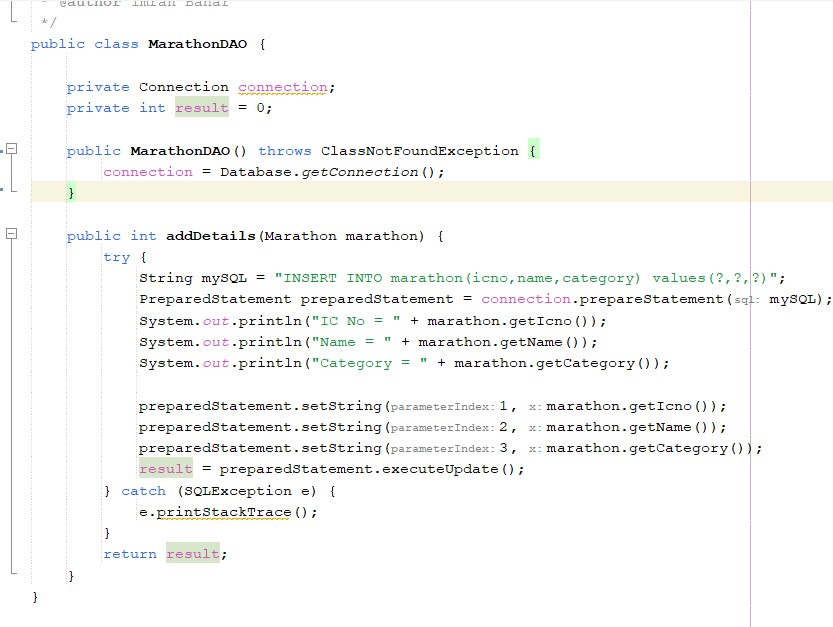 * @author Imran Bahar
*/
public class MarathonDAO {
private Connection connection;
private int result = 0;
public MarathonDAO() throws ClassNotFoundException {
connection = Database.getConnection();
}
public int addDetails(Marathon marathon) {
try {
String mySQL = "INSERT INTO marathon(icno,name,category) values(?,?,?)";
PreparedStatement preparedStatement = connection.prepareStatement(sql: mySQL);
System.out.println("IC No = " + marathon.getIcno());
System.out.println("Name = " + marathon.getName());
System.out.println("Category = " + marathon.getCategory());
preparedStatement.setString(parameterIndex: 1, x: marathon.getIcno());
preparedStatement.setString(parameterIndex: 2, x: marathon.getName());
preparedStatement.setString(parameterIndex: 3, x: marathon.getCategory());
result = preparedStatement.executeUpdate();
} catch (SQLException e) {
e.printStackTrace();
}
return result;
}
}